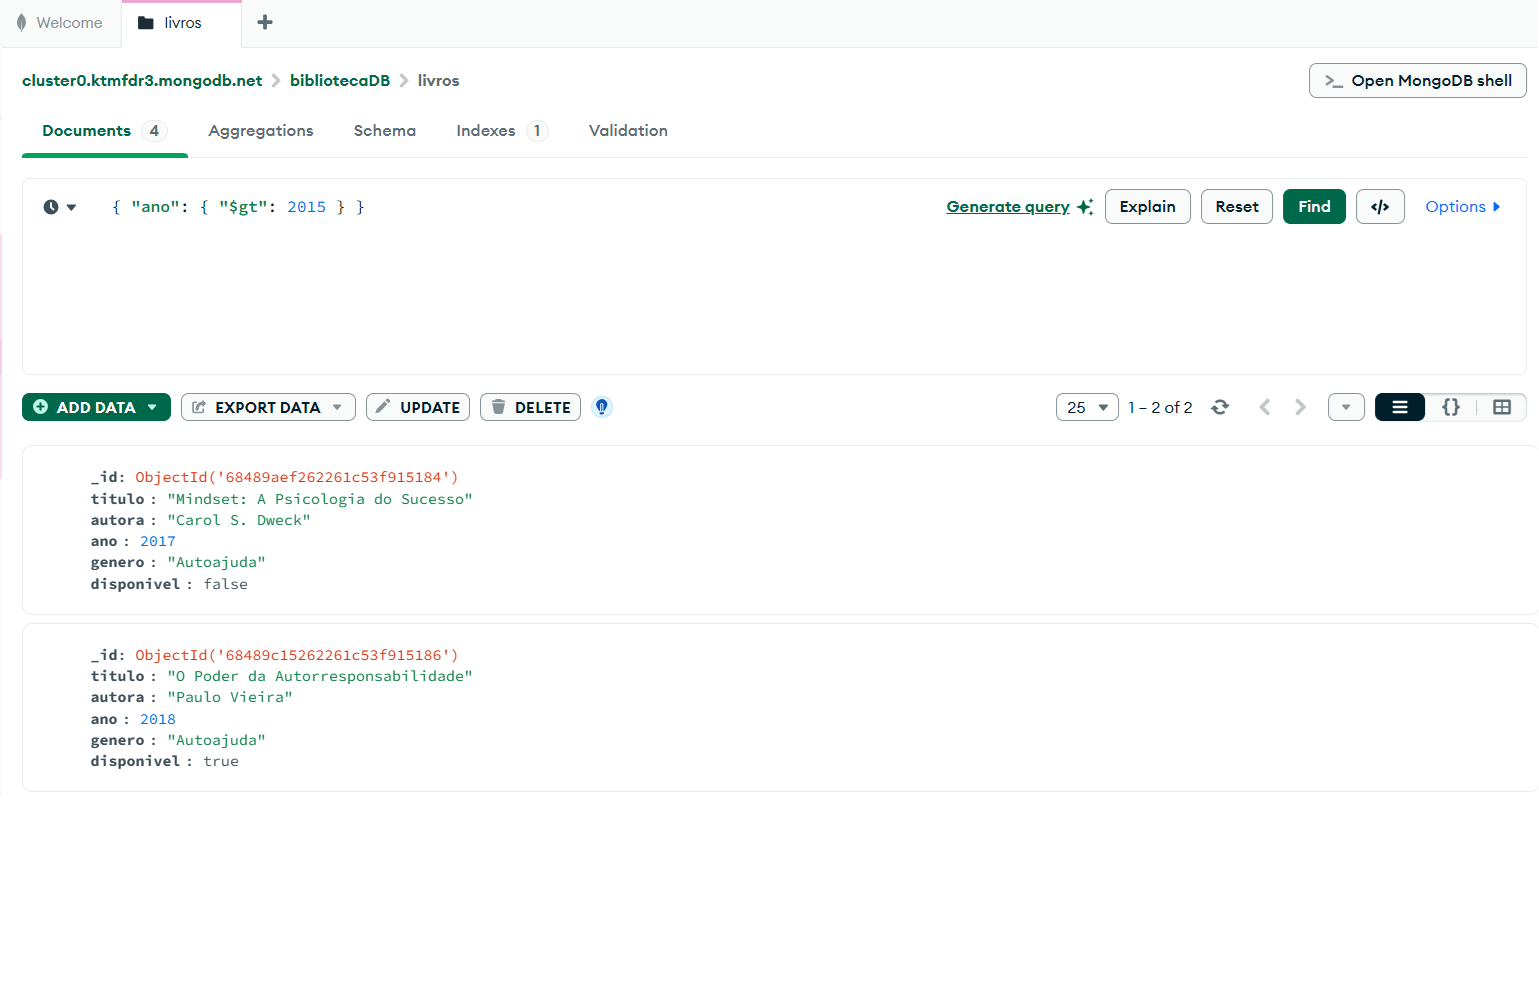 Welcome livros
cluster0.ktmfdr3.mongodb.net bibliotecaDB livros
>_ Open MongoDB shell
Documents 4 Aggregations Schema Indexes 1 Validation
{ "ano": { "$gt": 2015 } }
Generate query Explain Reset Find </> Options
ADD DATA EXPORT DATA UPDATE DELETE 25 1 – 2 of 2 {}
_id: ObjectId('68489aef262261c53f915184')
titulo : "Mindset: A Psicologia do Sucesso"
autora : "Carol S. Dweck"
ano : 2017
genero : "Autoajuda"
disponivel : false
_id: ObjectId('68489c15262261c53f915186')
titulo : "O Poder da Autorresponsabilidade"
autora : "Paulo Vieira"
ano : 2018
genero : "Autoajuda"
disponivel : true